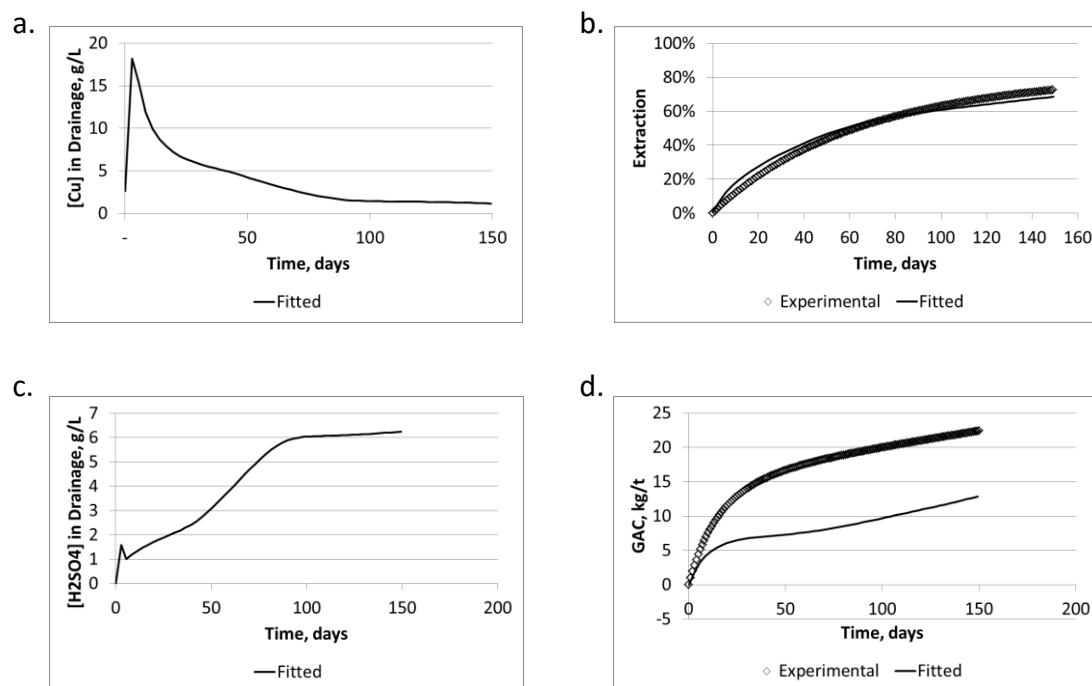 a.
20
15
10
5
0
[Cu] in Drainage, g/L
-
50
100
150
Time, days
Fitted
b.
100%
80%
60%
40%
20%
0%
Extraction
0 20 40 60 80 100 120 140 160
Time, days
Experimental Fitted
c.
7
6
5
4
3
2
1
0
[H2SO4] in Drainage, g/L
0 50 100 150 200
Time, days
Fitted
d.
25
20
15
10
5
0
-5
GAC, kg/t
0 50 100 150 200
Time, days
Experimental Fitted